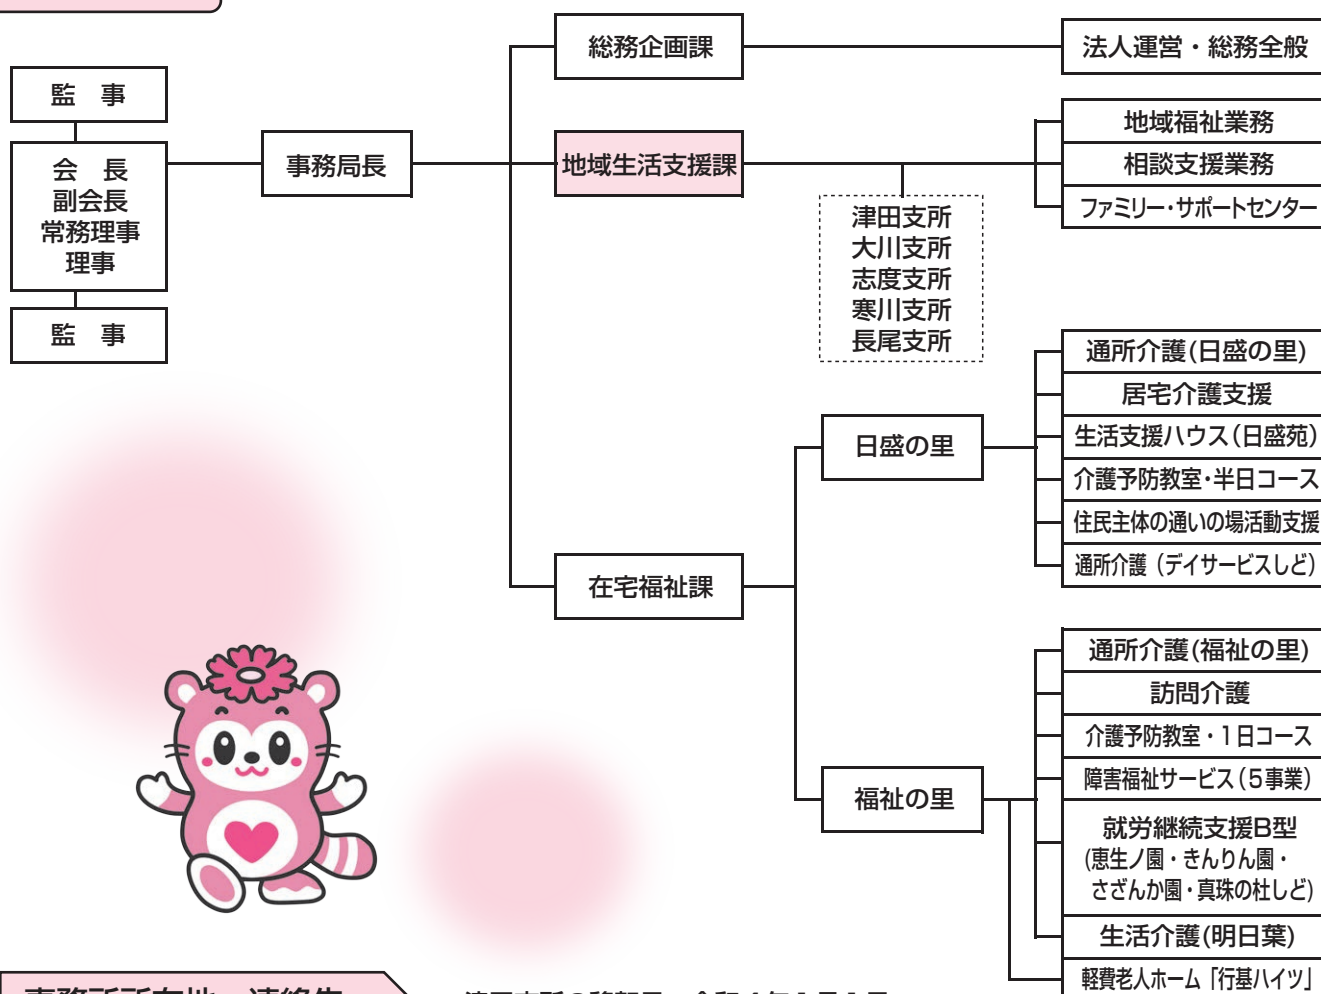 監　事
会　長
副会長
常務理事
理事
監　事
事務局長
総務企画課
法人運営・総務全般
地域生活支援課
津田支所
大川支所
志度支所
寒川支所
長尾支所
地域福祉業務
相談支援業務
ファミリー・サポートセンター
在宅福祉課
日盛の里
通所介護(日盛の里)
居宅介護支援
生活支援ハウス(日盛苑)
介護予防教室・半日コース
住民主体の通いの場活動支援
通所介護（デイサービスしど）
福祉の里
通所介護(福祉の里)
訪問介護
介護予防教室・1日コース
障害福祉サービス(5事業)
就労継続支援B型
(恵生ノ園・きんりん園・
さざんか園・真珠の杜しど)
生活介護(明日葉)
軽費老人ホーム「行基ハイツ」
事務所所在地・連絡先